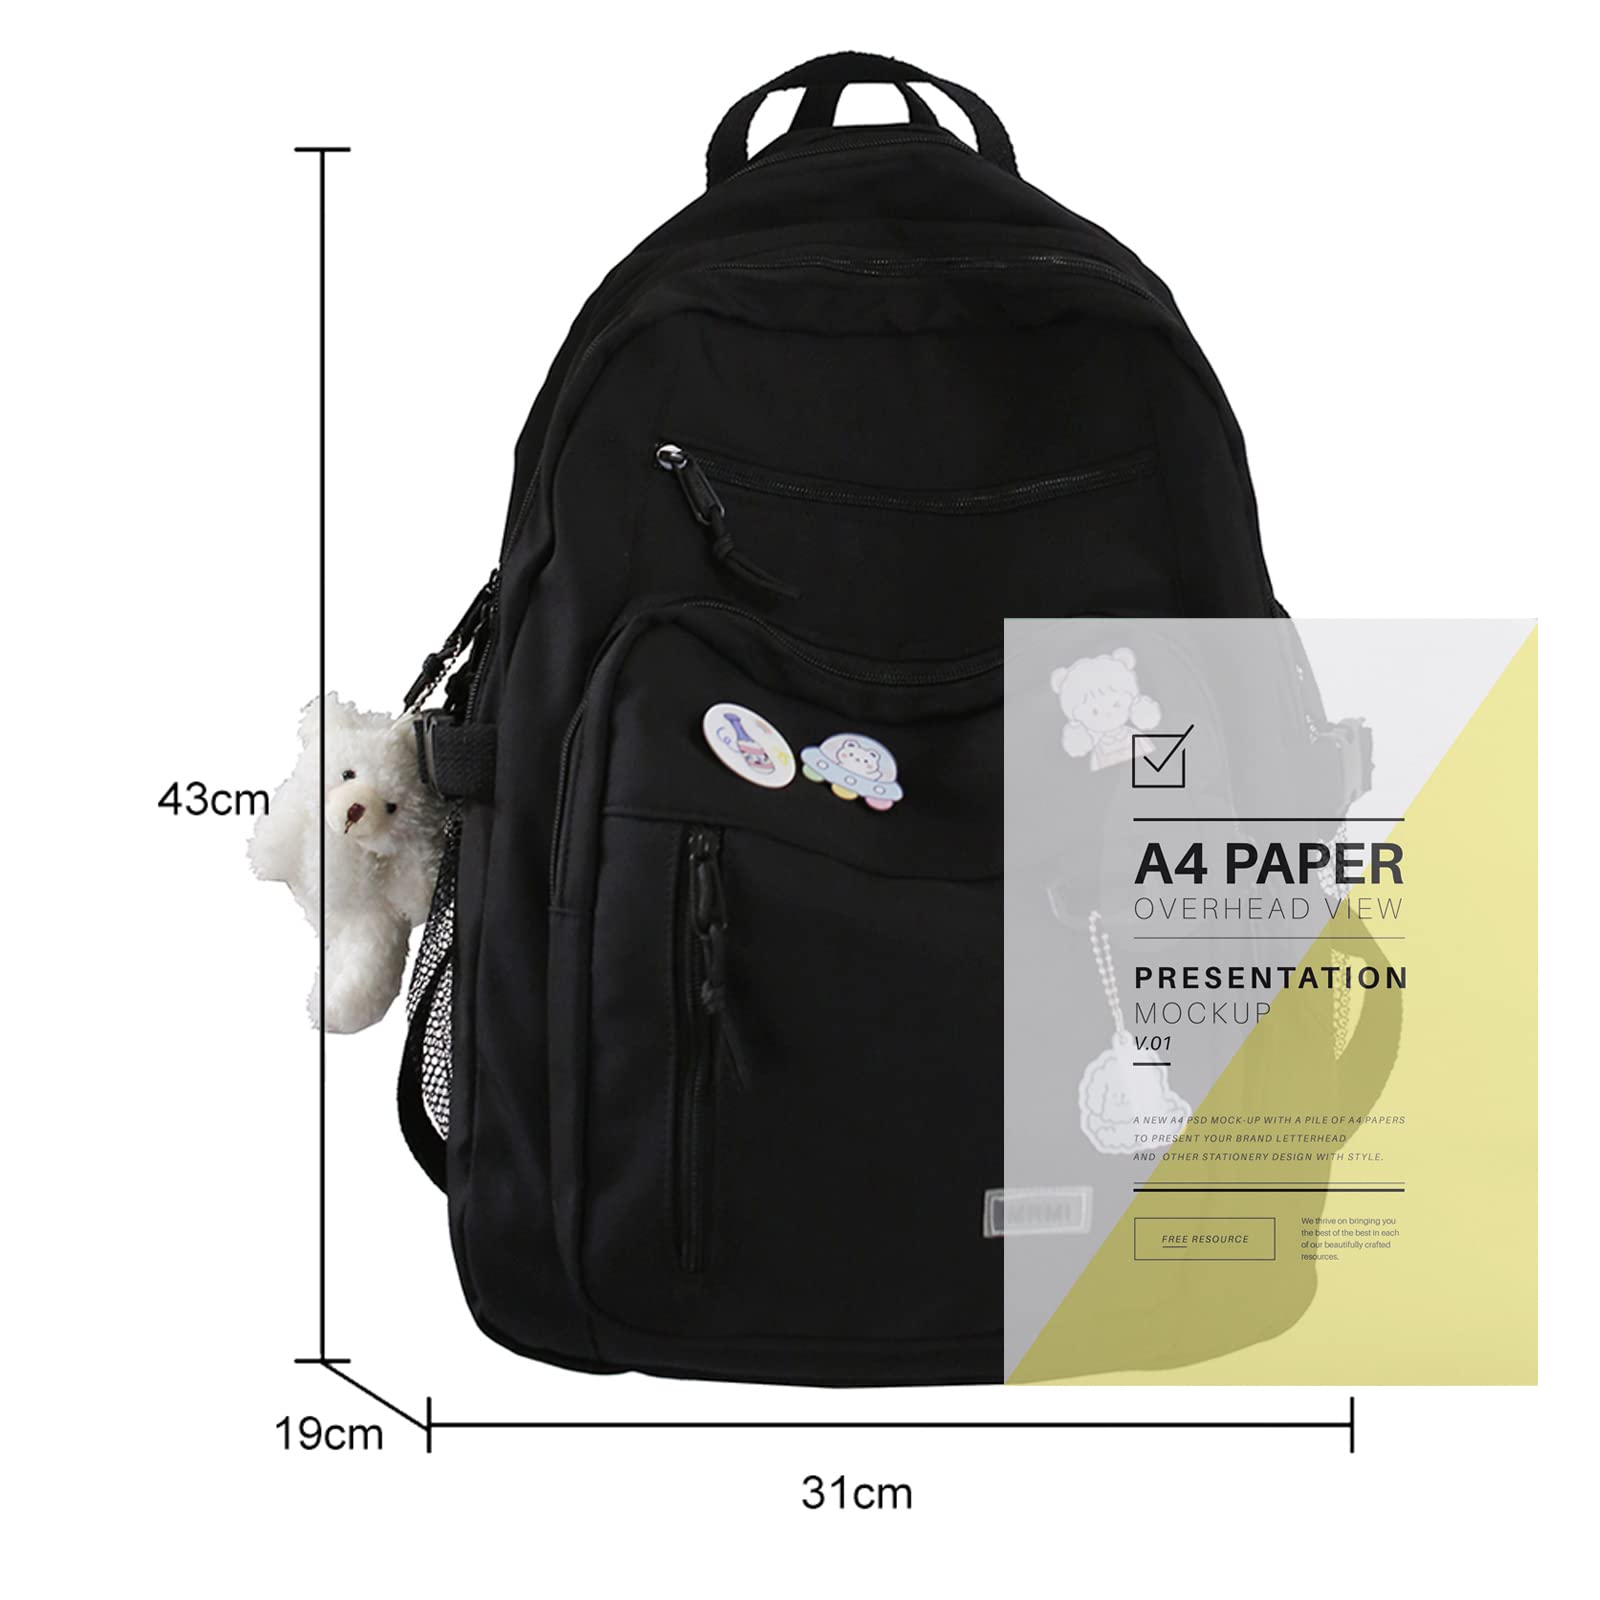 43cm
A4 PAPER
OVERHEAD VIEW
PRESENTATION
MOCKUP
V.01
A NEW A4 PSD MOCK-UP WITH A PILE OF A4 PAPERS
TO PRESENT YOUR BRAND LETTERHEAD
AND OTHER STATIONERY DESIGN WITH STYLE.
FREE RESOURCE
We thrive on bringing you
the best of the best in each
of our beautifully crafted
resources.
19cm
31cm